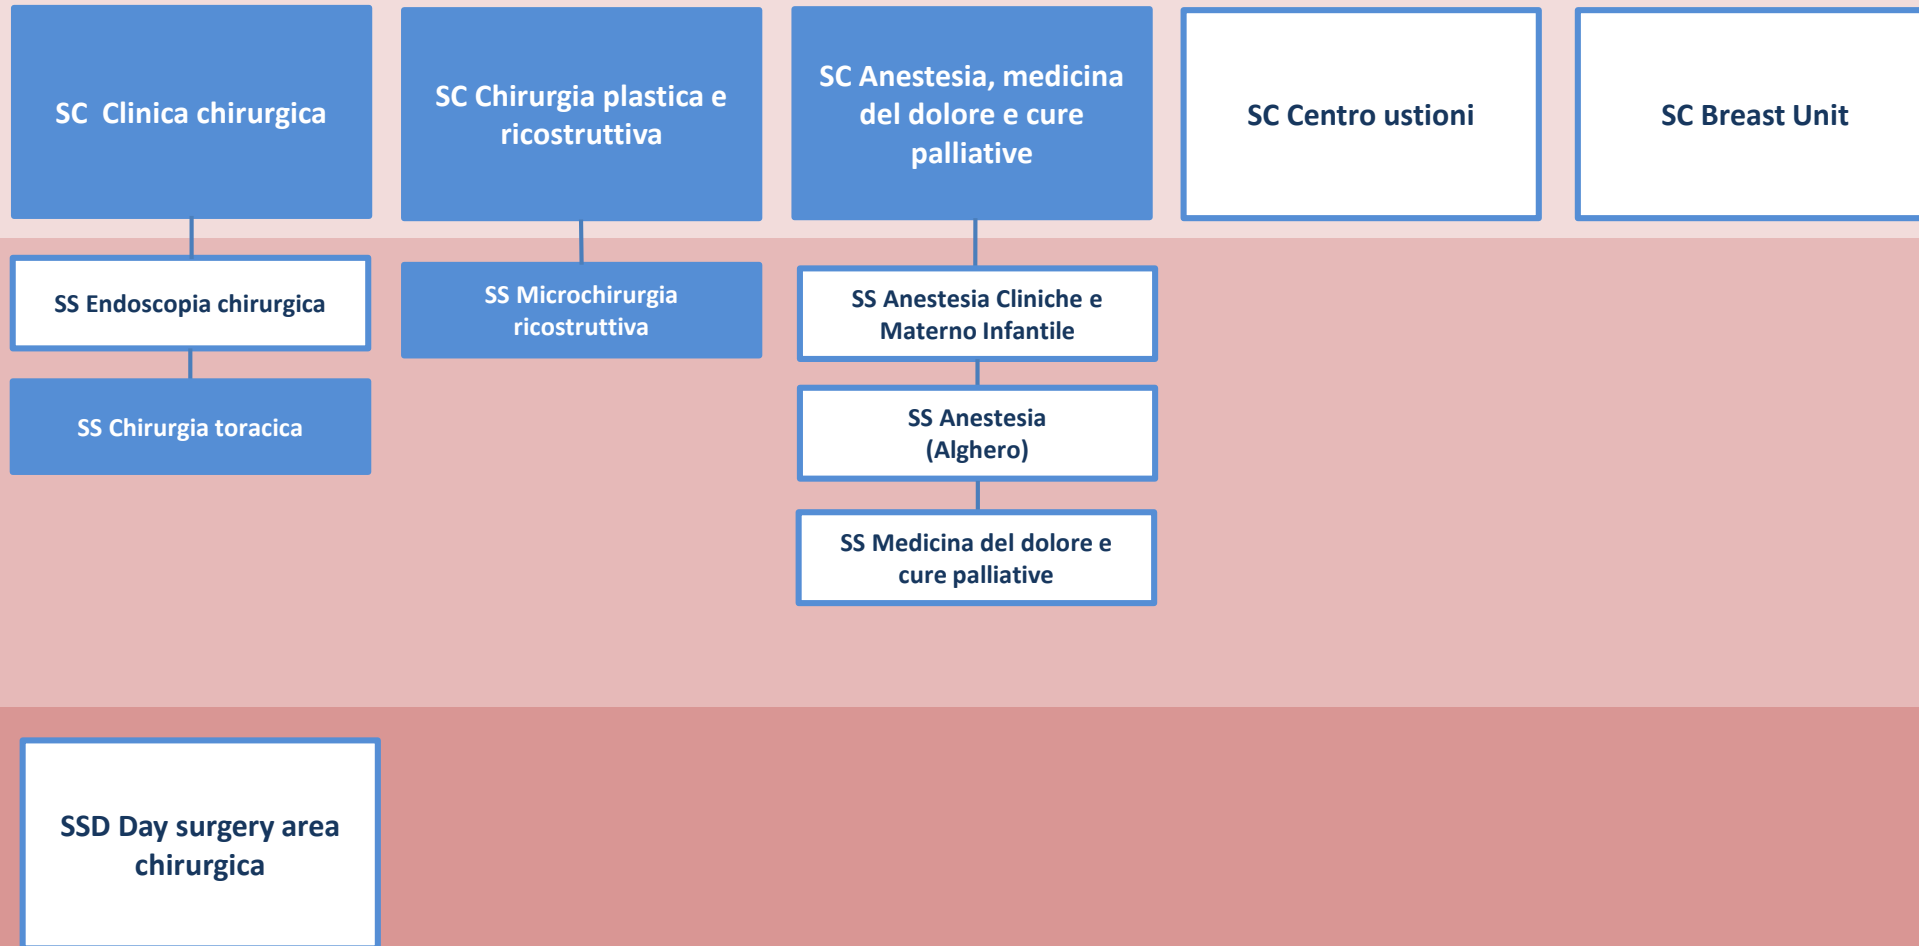 SC Clinica chirurgica
SC Chirurgia plastica e
ricostruttiva
SC Anestesia, medicina
del dolore e cure
palliative
SC Centro ustioni
SC Breast Unit
SS Endoscopia chirurgica
SS Chirurgia toracica
SS Microchirurgia
ricostruttiva
SS Anestesia Cliniche e
Materno Infantile
SS Anestesia
(Alghero)
SS Medicina del dolore e
cure palliative
SSD Day surgery area
chirurgica